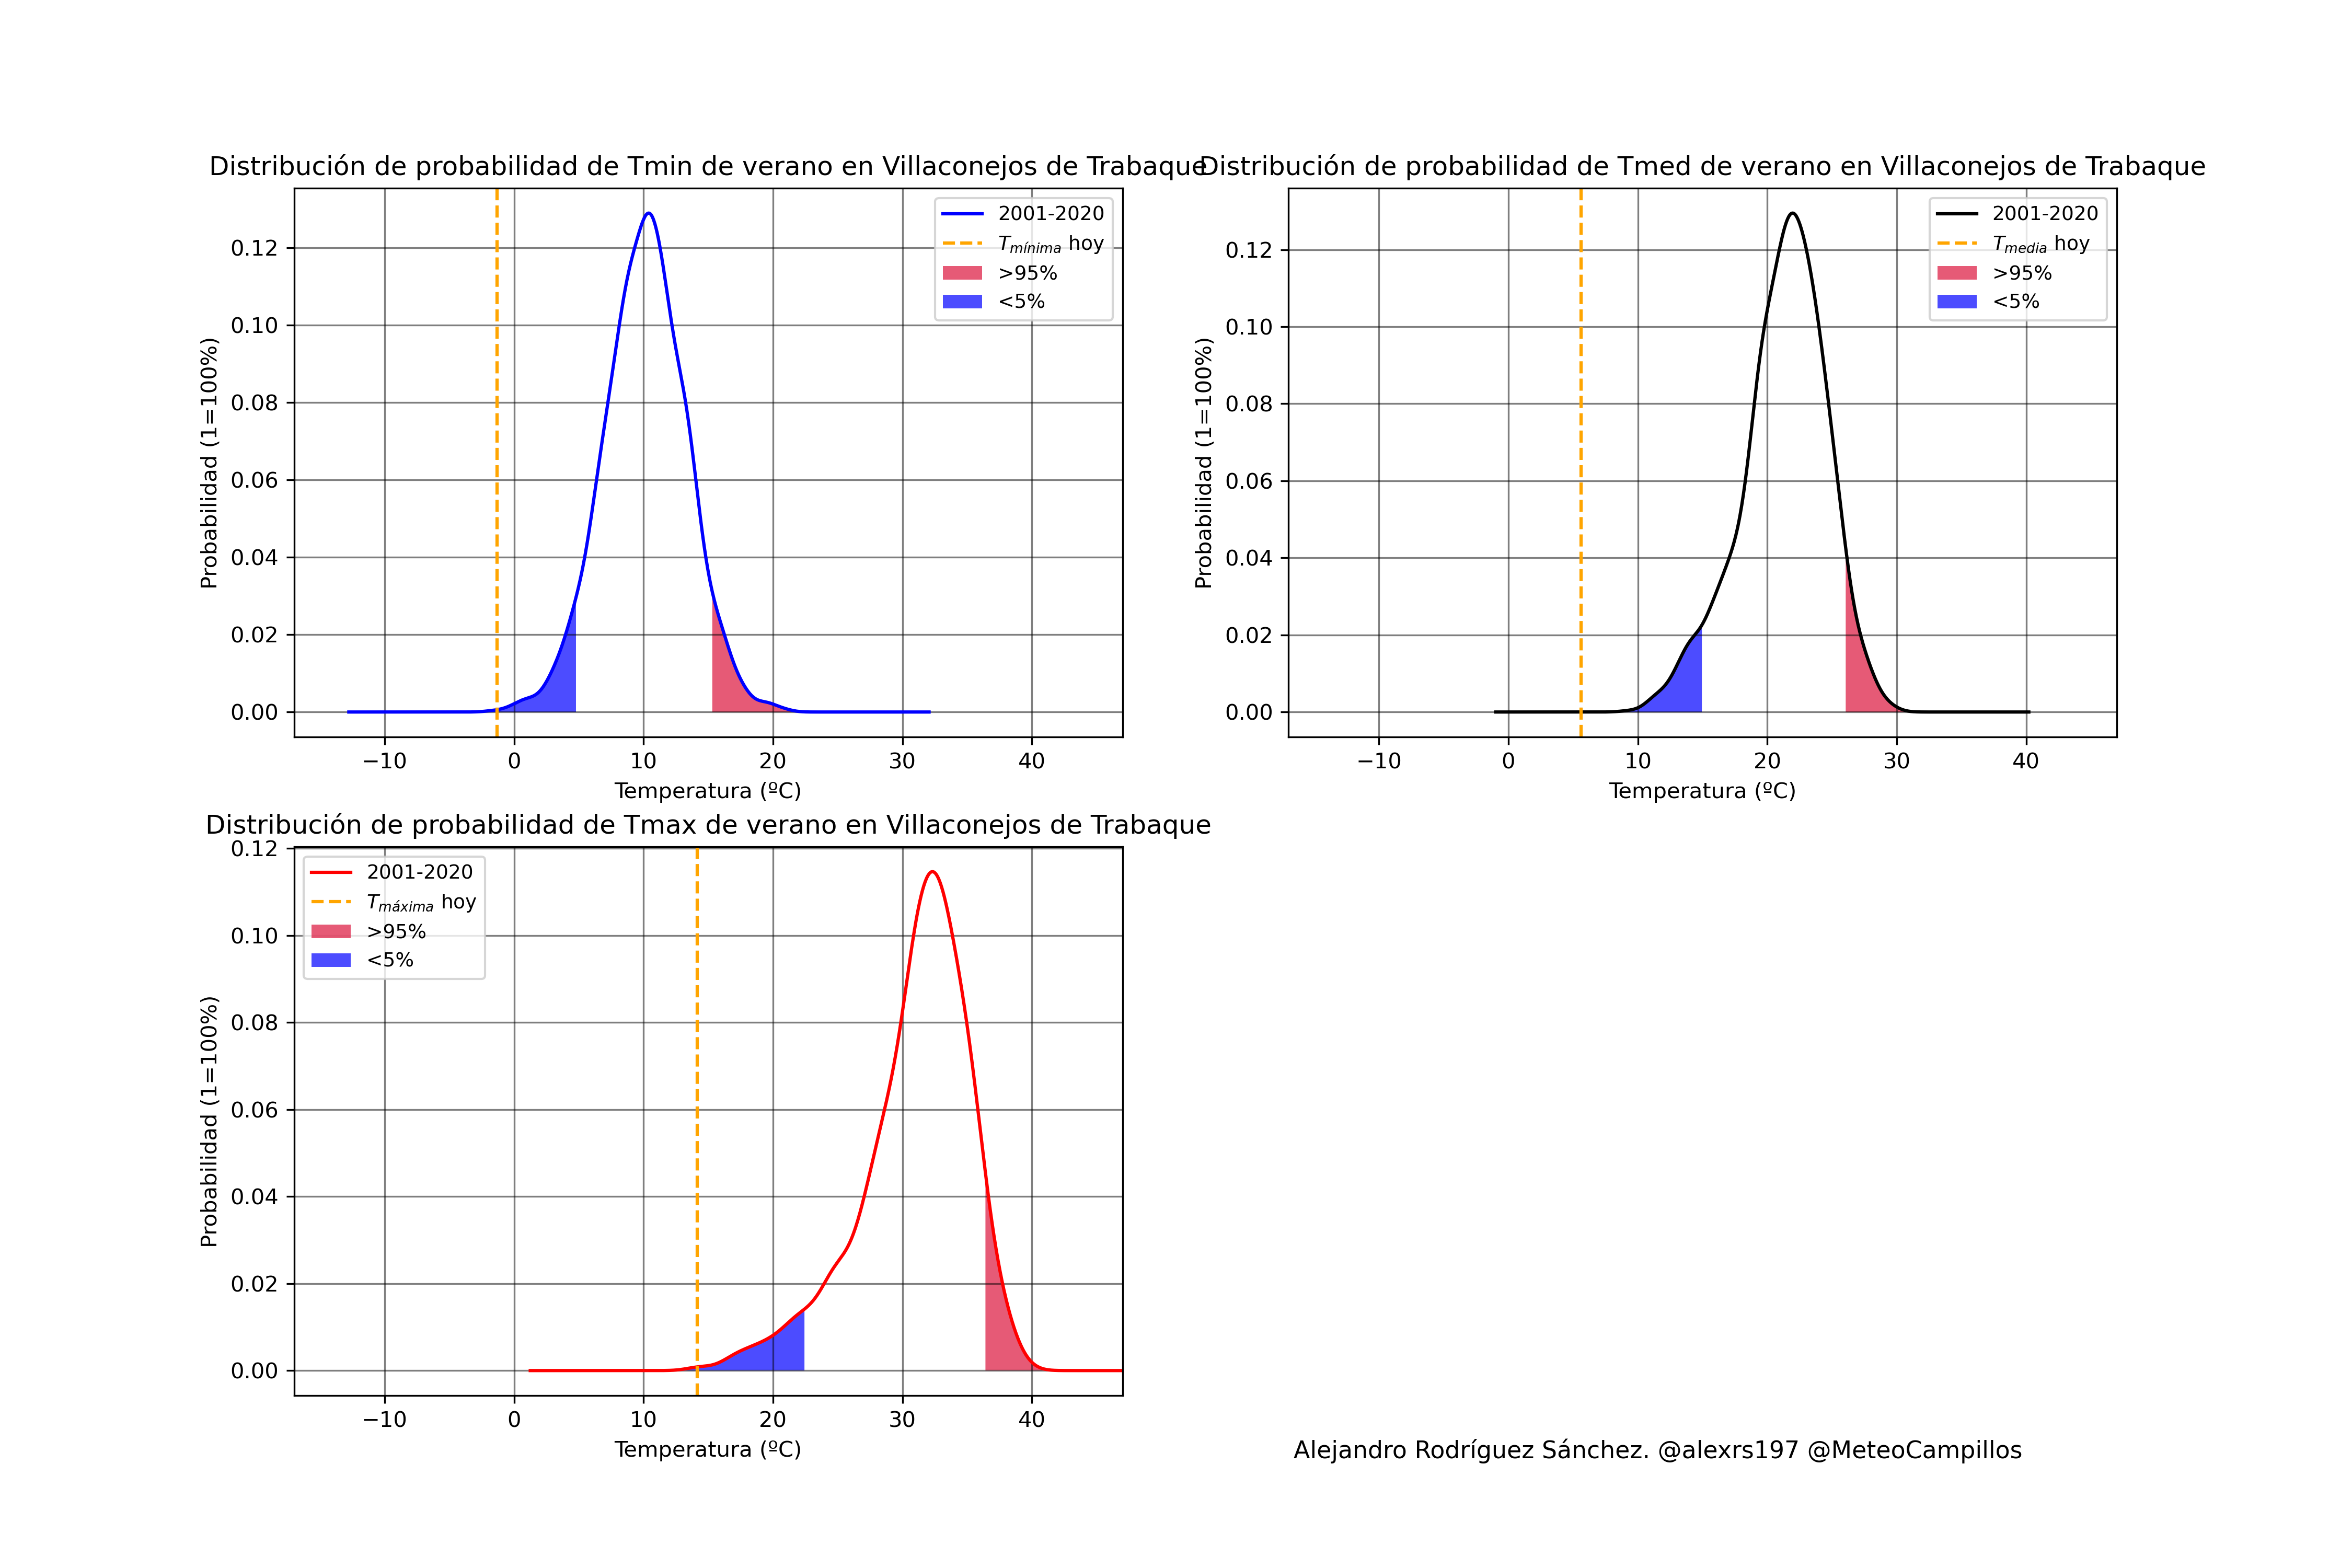 Distribución de probabilidad de Tmin de verano en Villaconejos de Trabaque
Probabilidad (1=100%)
0.12
0.10
0.08
0.06
0.04
0.02
0.00
2001-2020
Tmínima hoy
>95%
<5%
−10 0 10 20 30 40
Temperatura (ºC)
Distribución de probabilidad de Tmed de verano en Villaconejos de Trabaque
Probabilidad (1=100%)
0.12
0.10
0.08
0.06
0.04
0.02
0.00
2001-2020
Tmedia hoy
>95%
<5%
−10 0 10 20 30 40
Temperatura (ºC)
Distribución de probabilidad de Tmax de verano en Villaconejos de Trabaque
Probabilidad (1=100%)
0.12
0.10
0.08
0.06
0.04
0.02
0.00
2001-2020
Tmáxima hoy
>95%
<5%
−10 0 10 20 30 40
Temperatura (ºC)
Alejandro Rodríguez Sánchez. @alexrs197 @MeteoCampillos